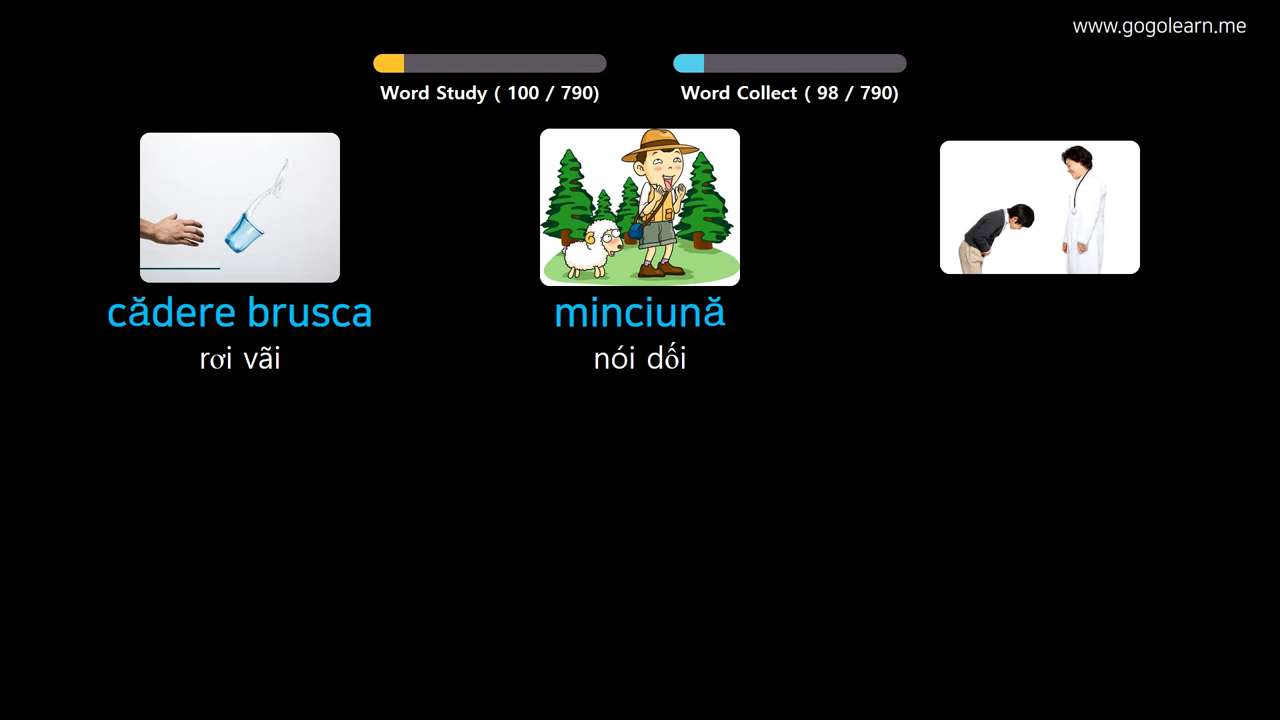 www.gogolearn.me
Word Study ( 100 / 790)
Word Collect ( 98 / 790)
cădere brusca
rơi vãi
minciună
nói dối